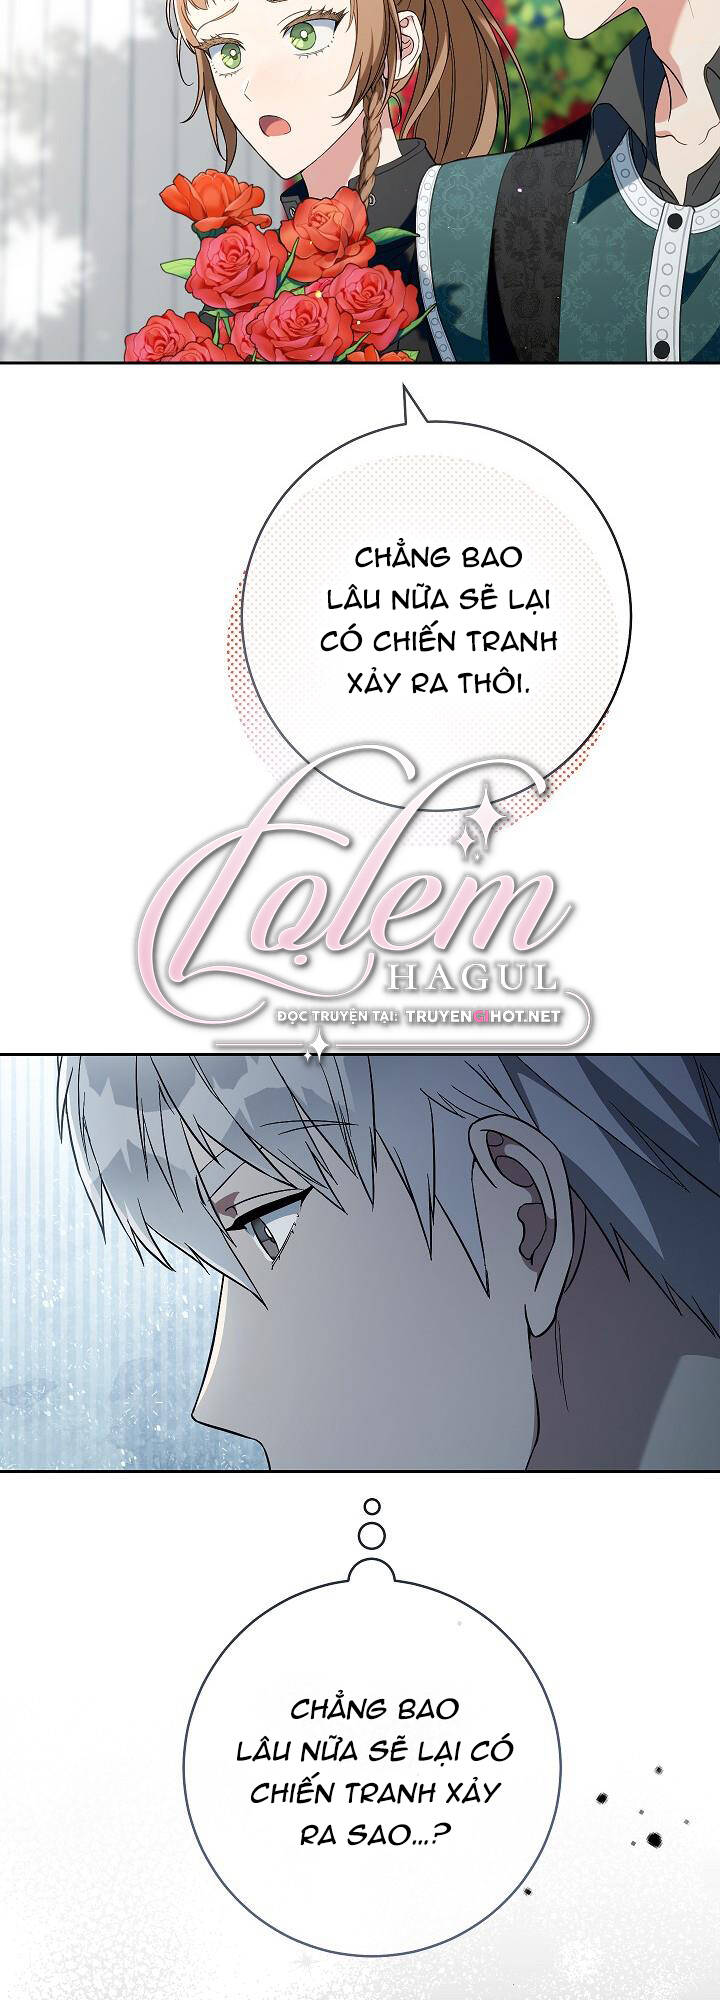 CHẲNG BAO
LÂU NỮA SẼ LẠI
CÓ CHIẾN TRANH
XẢY RA THÔI.
Lọlem
HAGUL
ĐỌC TRUYỆN TẠI: TRUYENCIHOT.NET
CHẲNG BAO
LÂU NỮA SẼ LẠI CÓ
CHIẾN TRANH XẢY
RA SAO...?